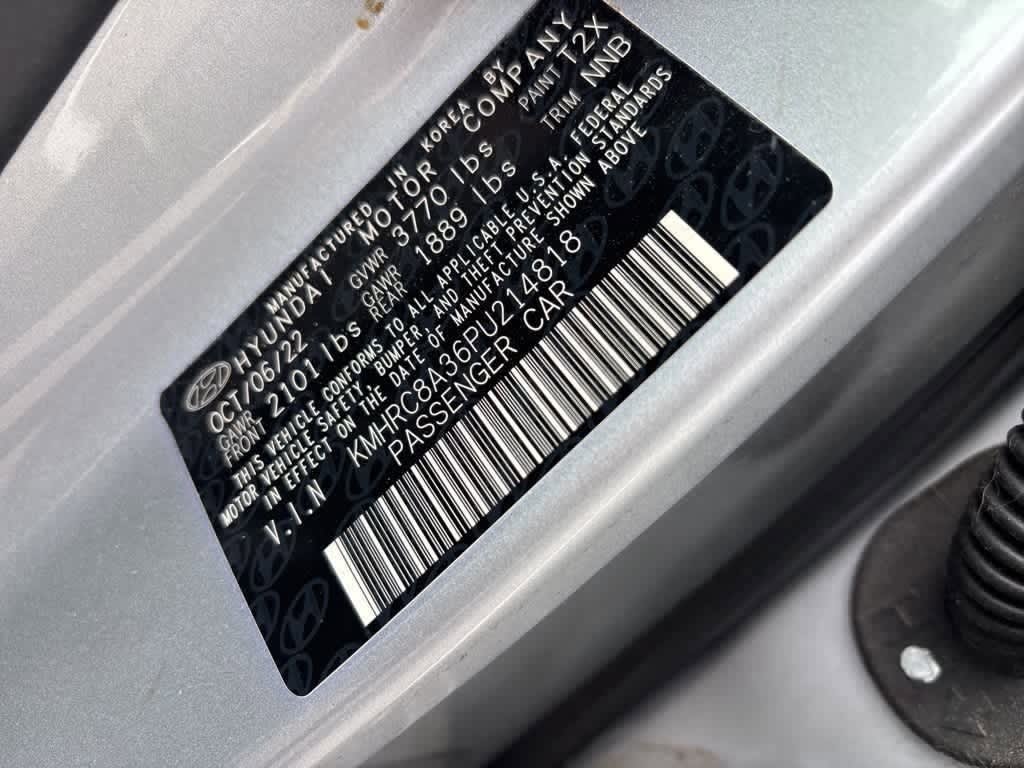 MANUFACTURED IN KOREA BY
HYUNDAI MOTOR COMPANY
OCT/06/22 GVWR 3770 lbs PAINT T2X
GAWR FRONT 2101 lbs GAWR REAR 1889 lbs TRIM NNB
THIS VEHICLE CONFORMS TO ALL APPLICABLE U.S.A. FEDERAL
MOTOR VEHICLE SAFETY, BUMPER, AND THEFT PREVENTION STANDARDS
IN EFFECT ON THE DATE OF MANUFACTURE SHOWN ABOVE
V.I.N KMHRC8A36PU214818
PASSENGER CAR